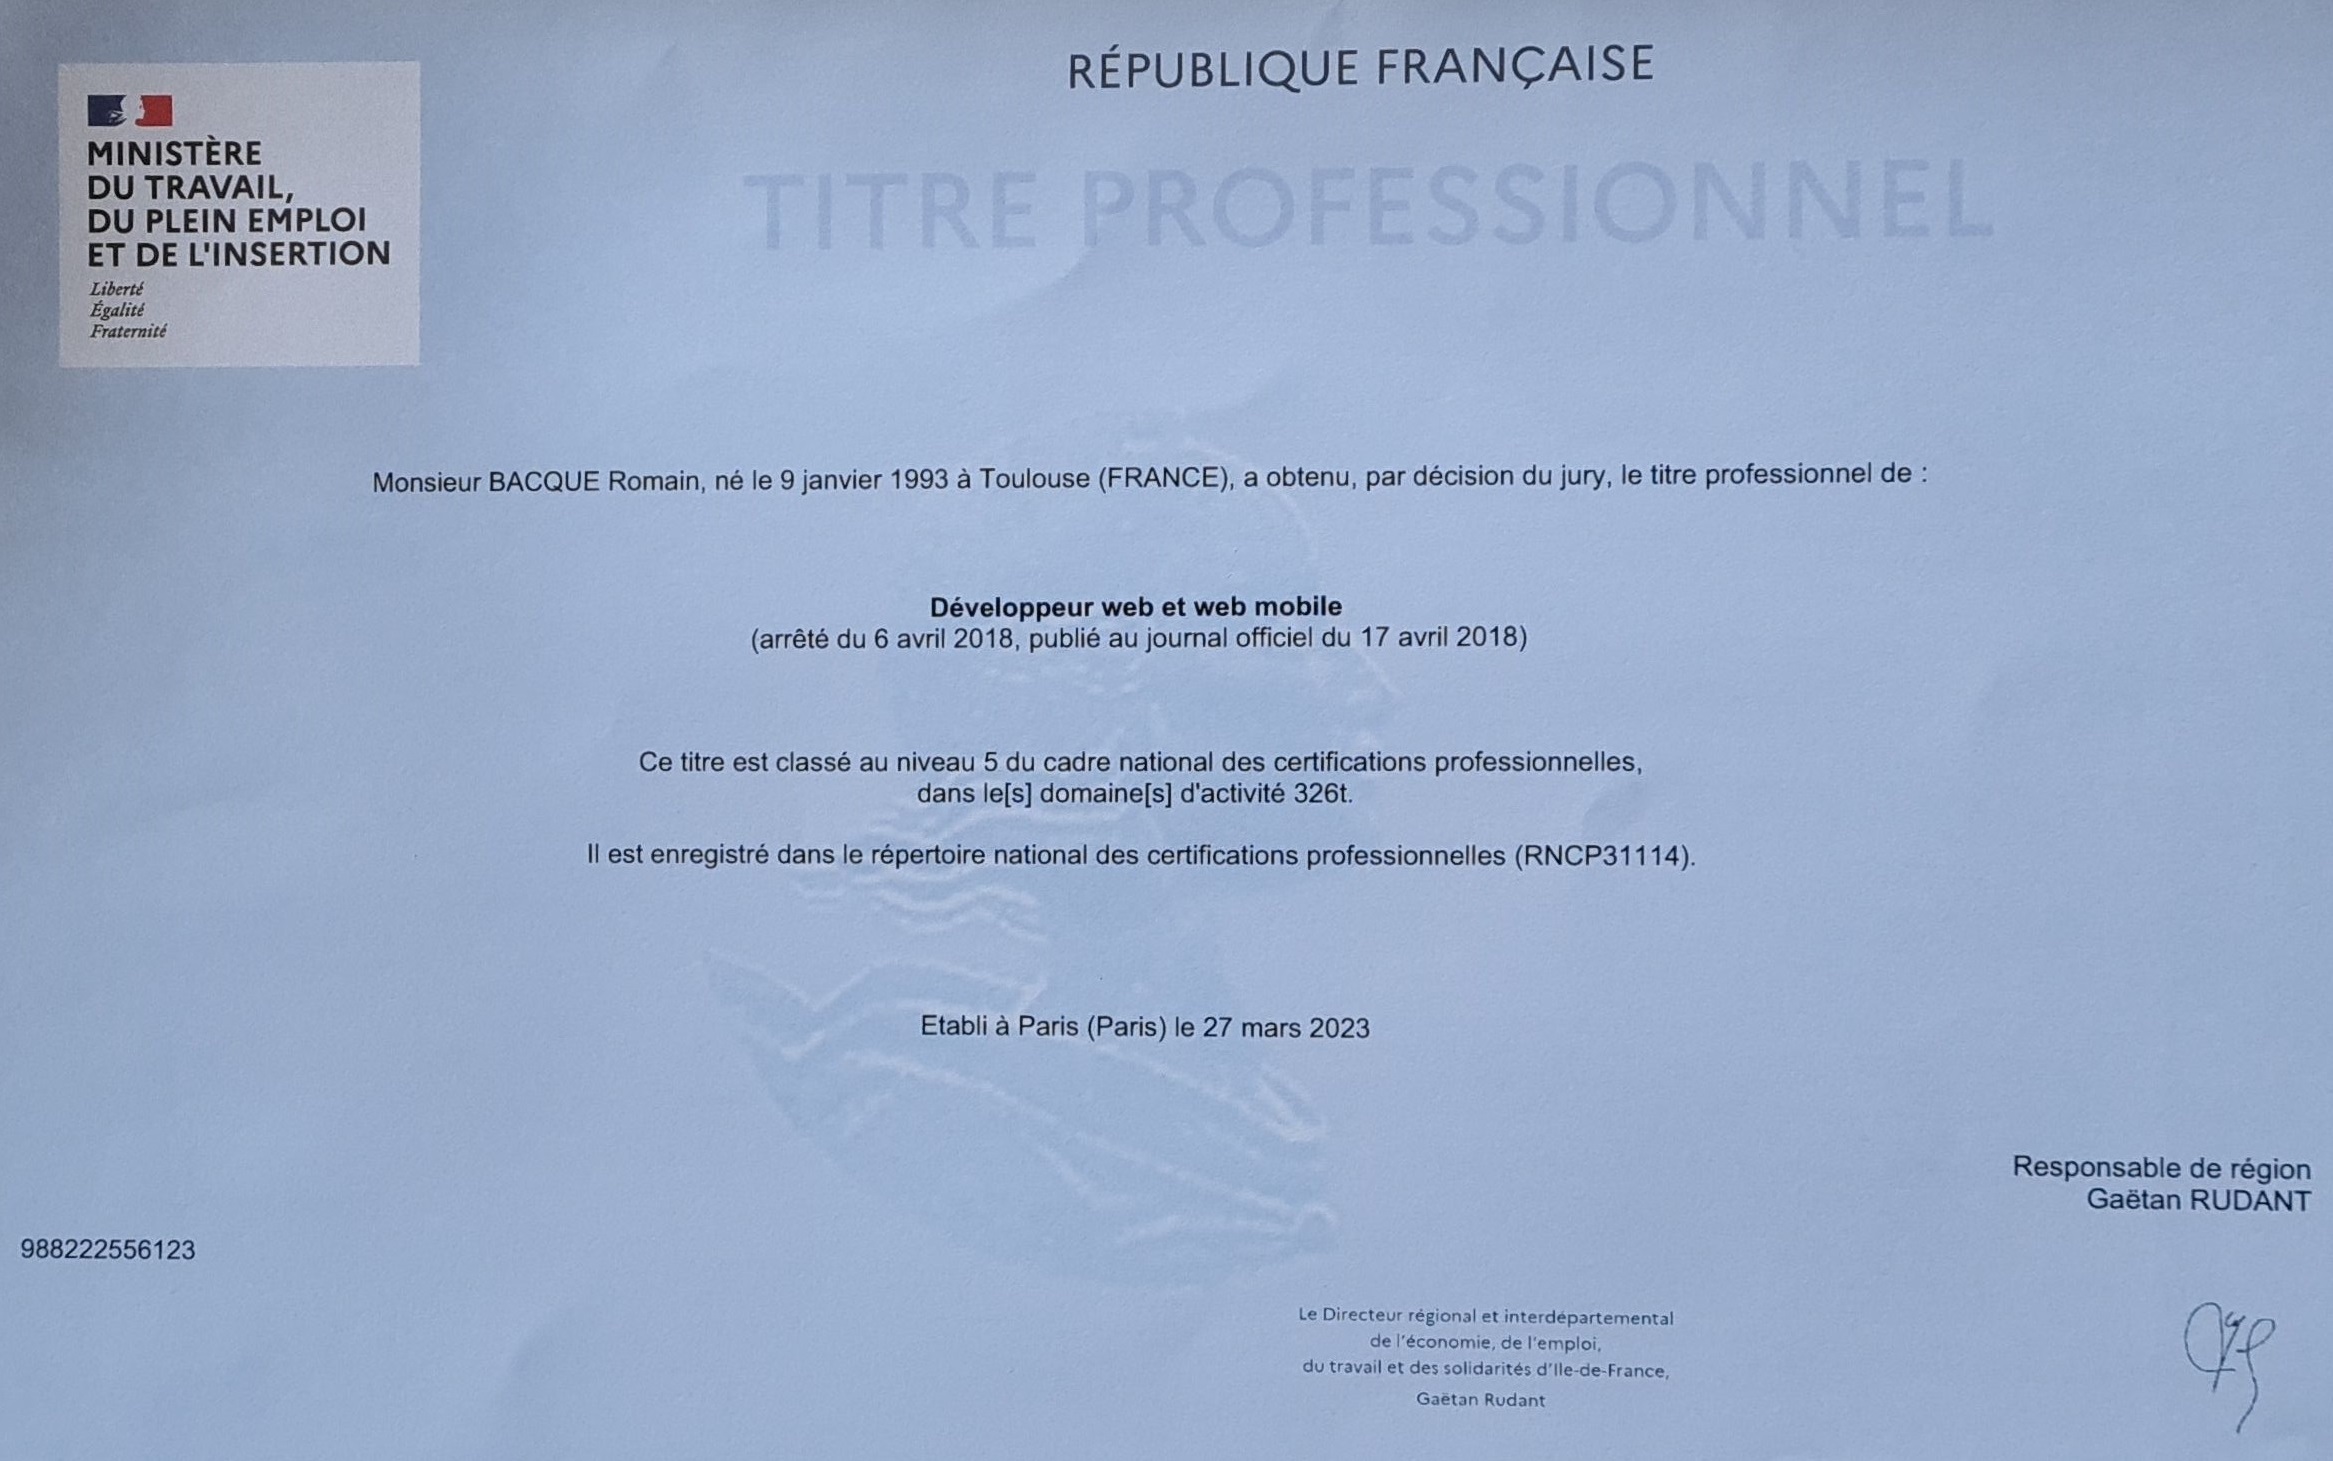 RÉPUBLIQUE FRANÇAISE
TITRE PROFESSIONNEL
MINISTÈRE
DU TRAVAIL,
DU PLEIN EMPLOI
ET DE L'INSERTION
Liberté
Égalité
Fraternité
Monsieur BACQUE Romain, né le 9 janvier 1993 à Toulouse (FRANCE), a obtenu, par décision du jury, le titre professionnel de :
Développeur web et web mobile
(arrêté du 6 avril 2018, publié au journal officiel du 17 avril 2018)
Ce titre est classé au niveau 5 du cadre national des certifications professionnelles,
dans le[s] domaine[s] d'activité 326t.
Il est enregistré dans le répertoire national des certifications professionnelles (RNCP31114).
Etabli à Paris (Paris) le 27 mars 2023
Responsable de région
Gaëtan RUDANT
988222556123
Le Directeur régional et interdépartemental
de l'économie, de l'emploi,
du travail et des solidarités d'Ile-de-France,
Gaëtan Rudant